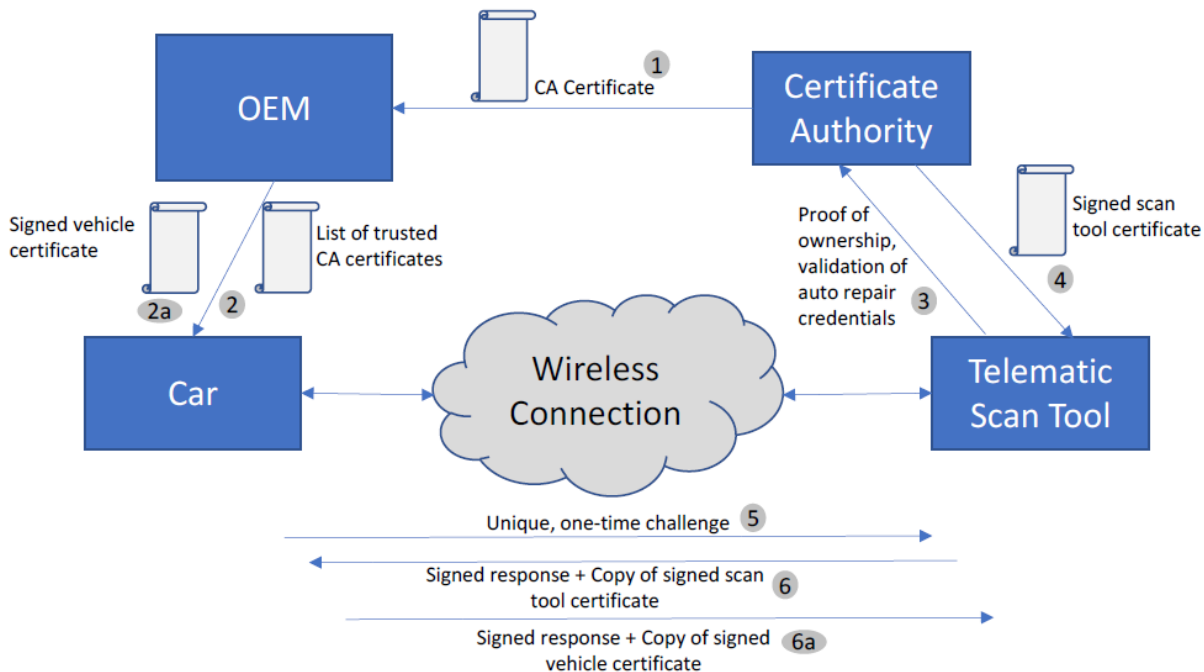 OEM
CA Certificate
1
Certificate
Authority
Signed vehicle
certificate
2a
2
List of trusted
CA certificates
Proof of
ownership,
validation of
auto repair
credentials
3
4
Signed scan
tool certificate
Car
Wireless
Connection
Telematic
Scan Tool
Unique, one-time challenge
5
Signed response + Copy of signed scan
tool certificate
6
Signed response + Copy of signed
vehicle certificate
6a